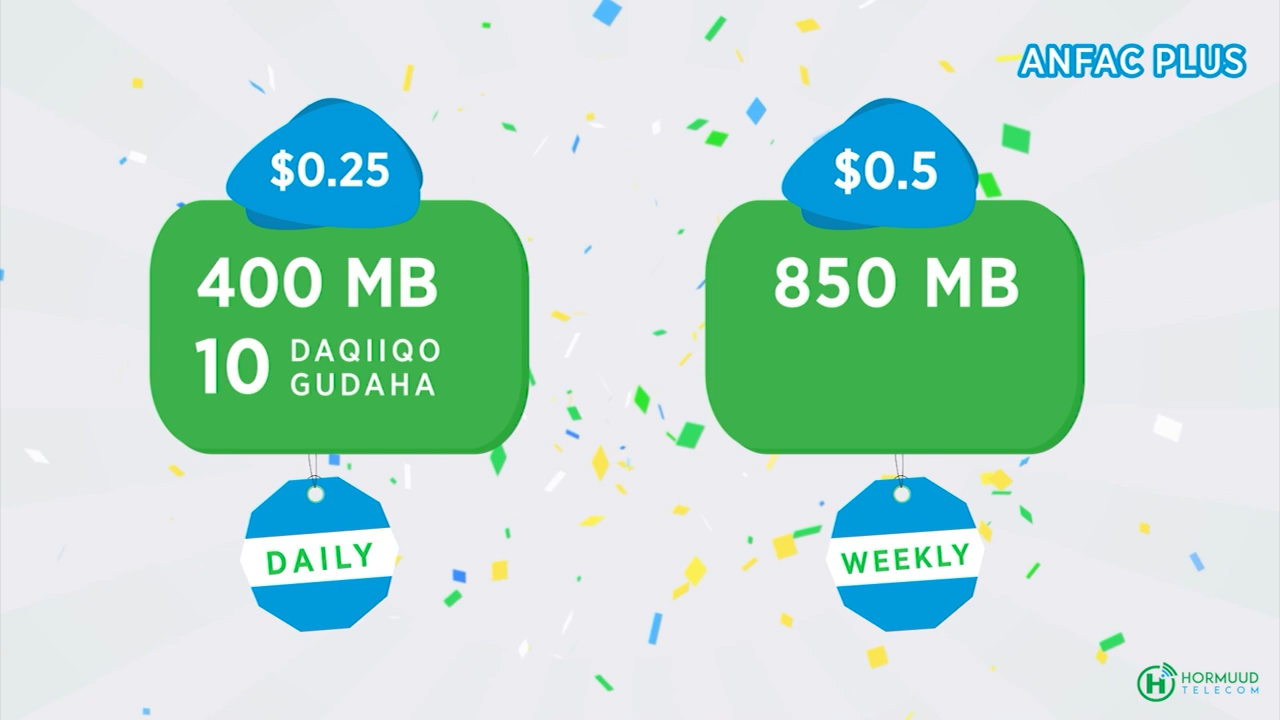 ANFAC PLUS
$0.25
400 MB
10 DAQIIQO
GUDAHA
DAILY
$0.5
850 MB
WEEKLY
HORMUUD
TELECOM